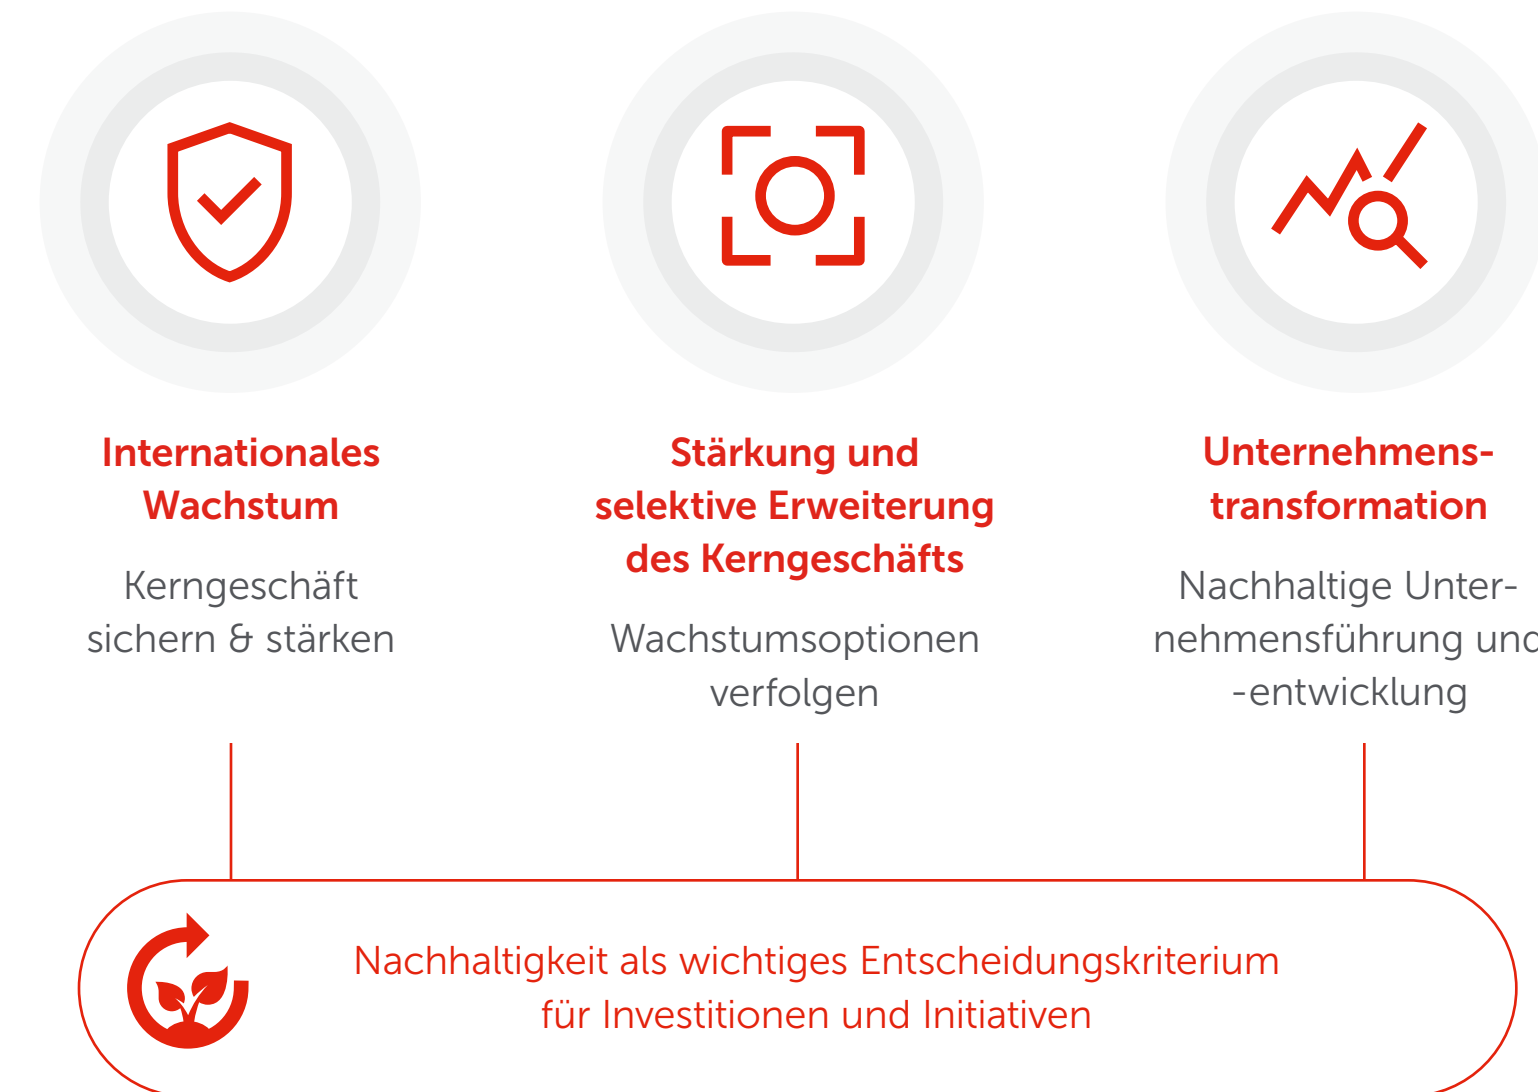 Internationales
Wachstum
Kerngeschäft
sichern & stärken
Stärkung und
selektive Erweiterung
des Kerngeschäfts
Wachstumsoptionen
verfolgen
Unternehmens-
transformation
Nachhaltige Unter-
nehmensführung und
-entwicklung
Nachhaltigkeit als wichtiges Entscheidungskriterium
für Investitionen und Initiativen